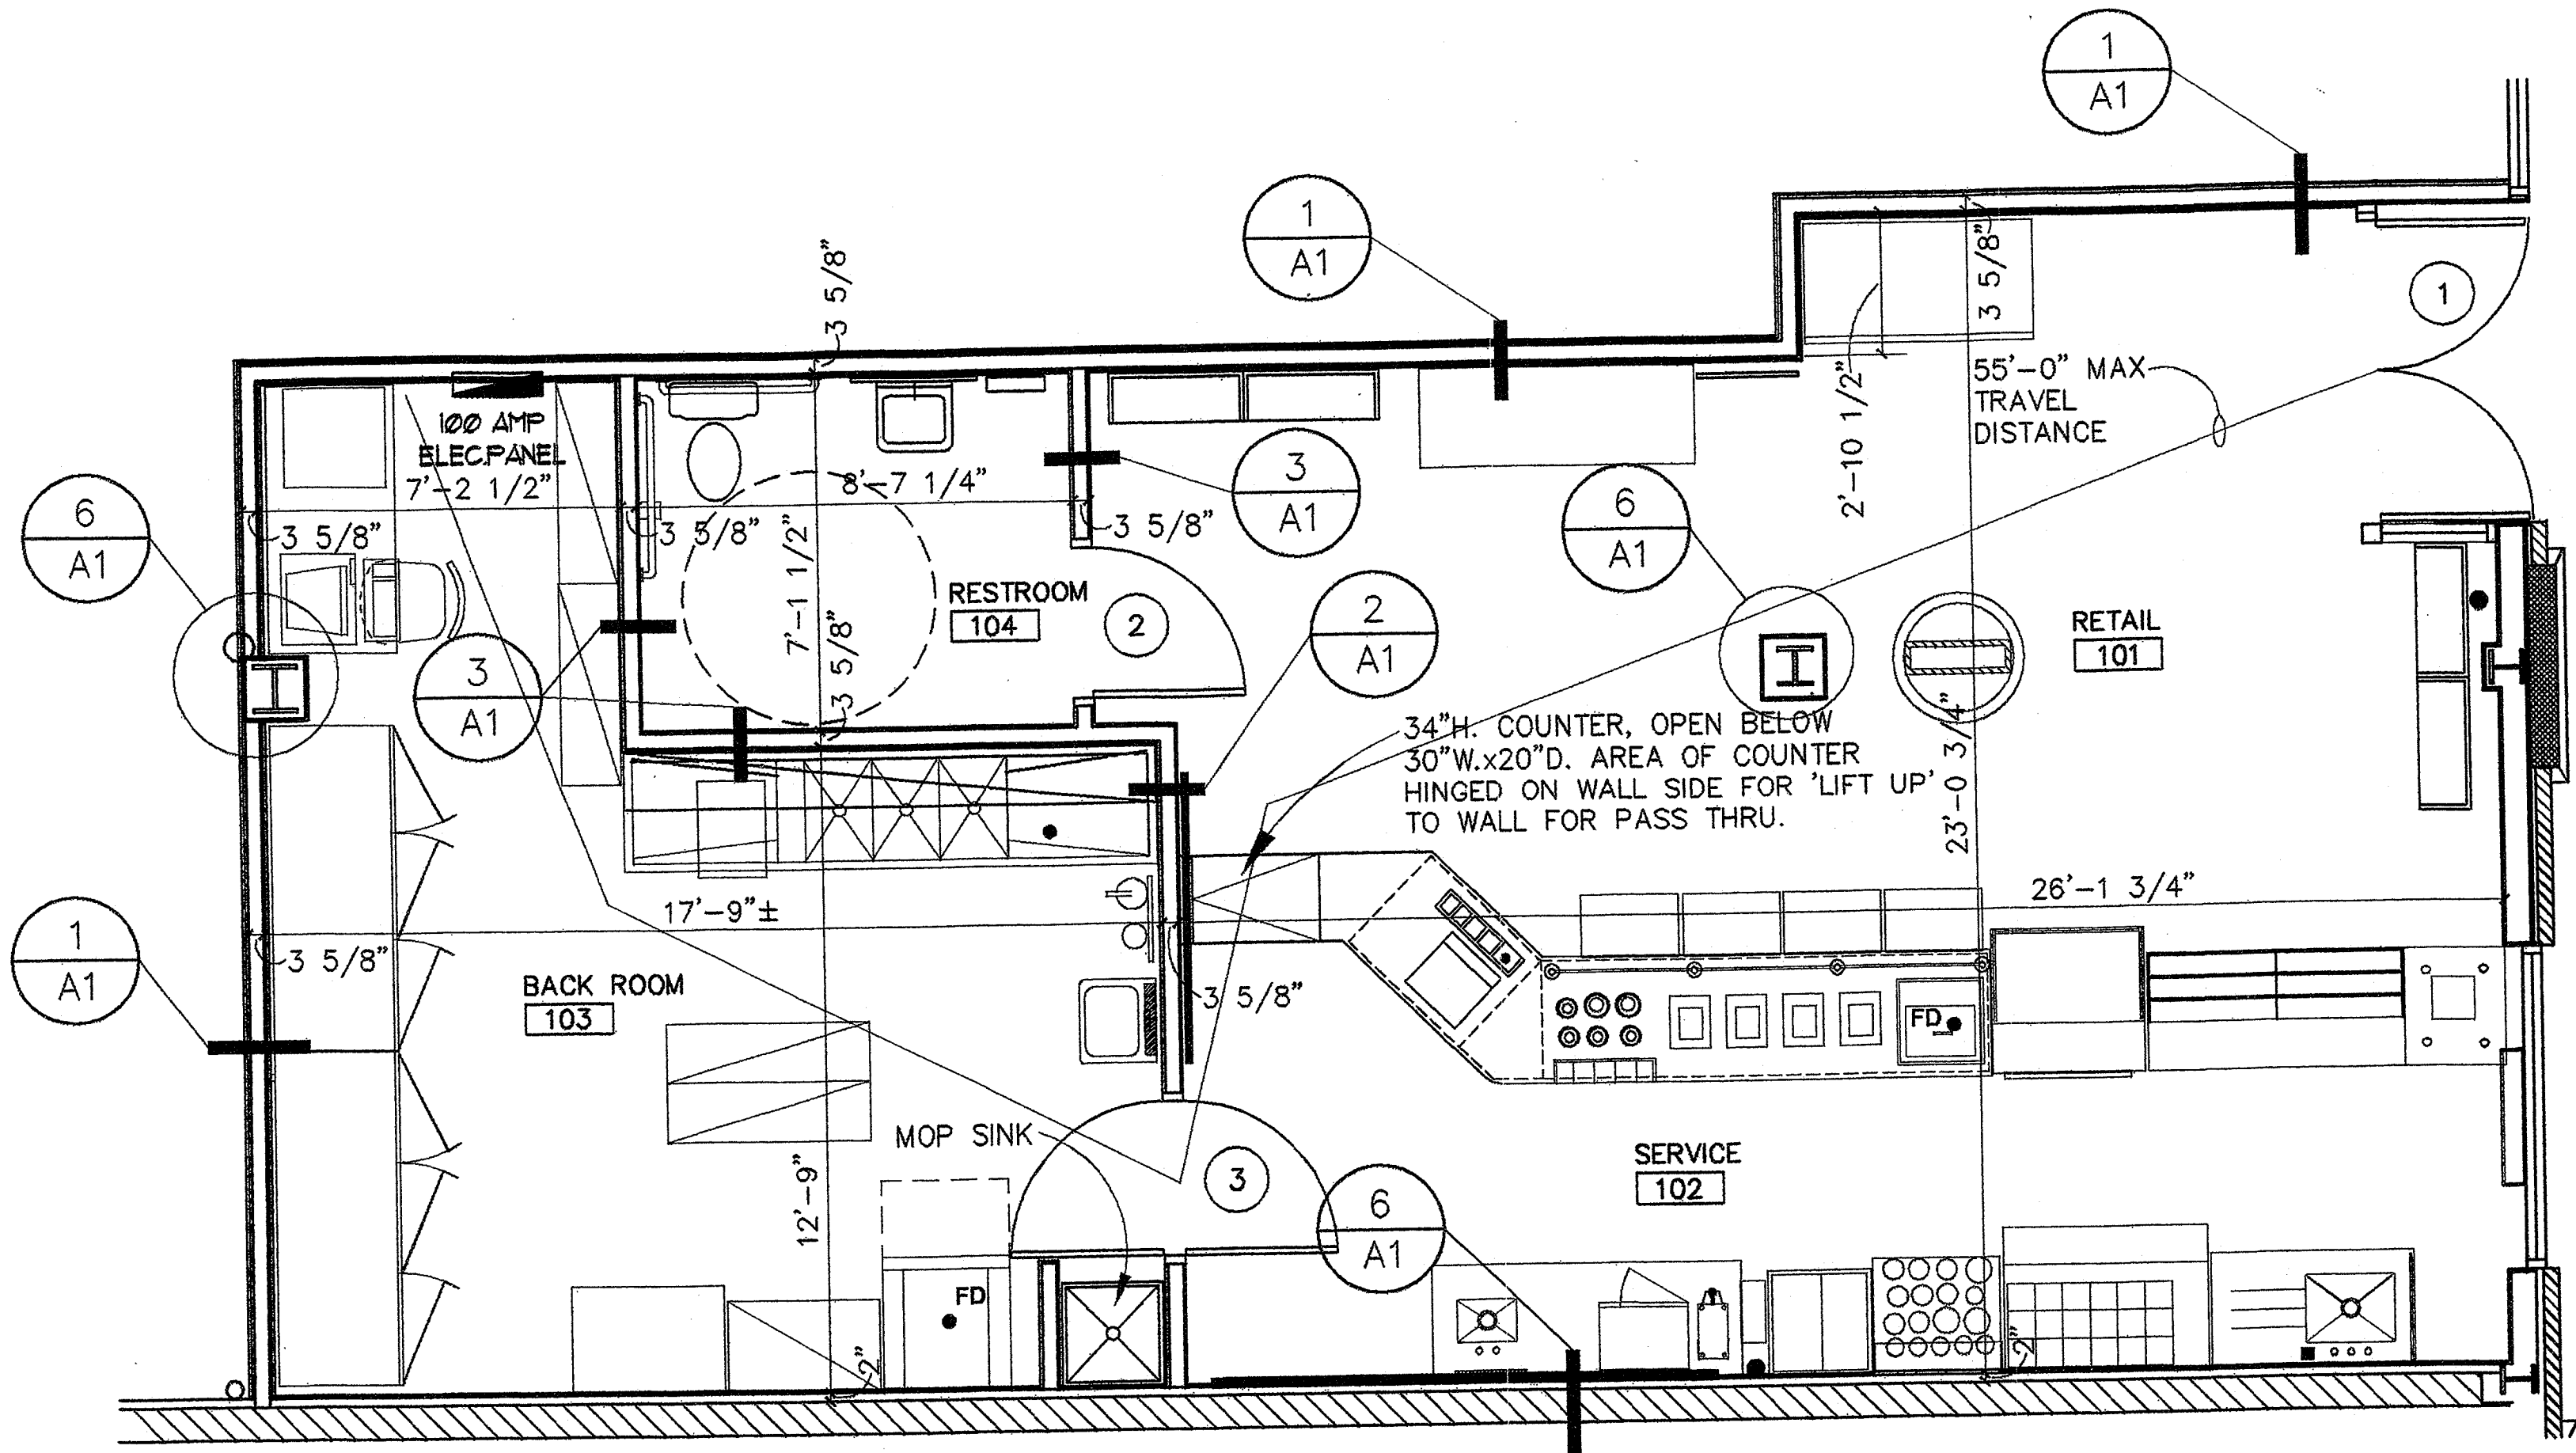 1
A1
1
A1
3 5/8"
3 5/8"
1
55'-0" MAX
TRAVEL
DISTANCE
2'-10 1/2"
100 AMP
ELEC.PANEL
7'-2 1/2"
8'-7 1/4"
3
A1
6
A1
6
A1
3 5/8"
3 5/8"
3 5/8"
7'-1 1/2"
RESTROOM
104
2
2
A1
RETAIL
101
3
A1
3 5/8"
34"H. COUNTER, OPEN BELOW
30"W.x20"D. AREA OF COUNTER
HINGED ON WALL SIDE FOR 'LIFT UP'
TO WALL FOR PASS THRU.
23'-0 3/4"
26'-1 3/4"
17'-9"±
1
A1
3 5/8"
3 5/8"
BACK ROOM
103
FD
MOP SINK
12'-9"
3
SERVICE
102
6
A1
FD
2"
2"